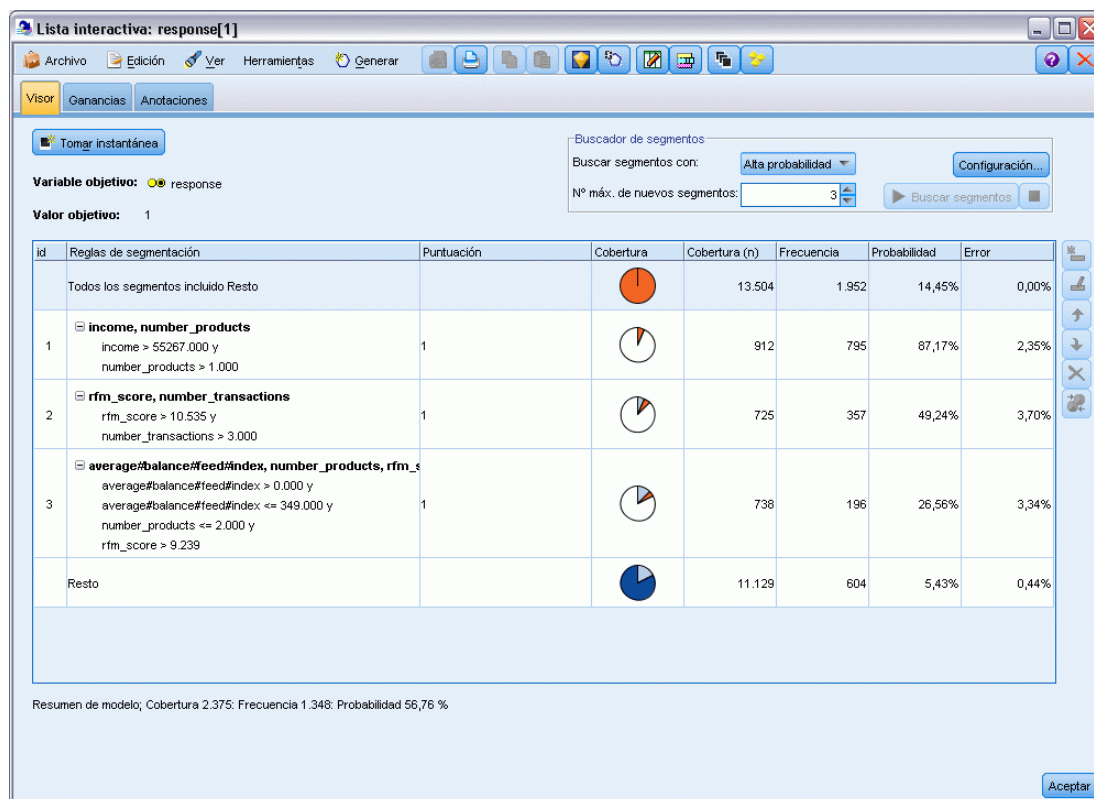 Lista interactiva: response[1]
Archivo Edición Ver Herramientas Generar
Visor Ganancias Anotaciones
Tomar instantánea
Buscador de segmentos
Buscar segmentos con: Alta probabilidad Configuración...
Variable objetivo: response
Nº máx. de nuevos segmentos: 3 Buscar segmentos
Valor objetivo: 1
id Reglas de segmentación Puntuación Cobertura Cobertura (n) Frecuencia Probabilidad Error
Todos los segmentos incluido Resto 13.504 1.952 14,45% 0,00%
income, number_products
1 income > 55267.000 y 1 912 795 87,17% 2,35%
number_products > 1.000
rfm_score, number_transactions
2 rfm_score > 10.535 y 1 725 357 49,24% 3,70%
number_transactions > 3.000
average#balance#feed#index, number_products, rfm_s
average#balance#feed#index > 0.000 y
3 average#balance#feed#index <= 349.000 y 1 738 196 26,56% 3,34%
number_products <= 2.000 y
rfm_score > 9.239
Resto 11.129 604 5,43% 0,44%
Resumen de modelo; Cobertura 2.375: Frecuencia 1.348: Probabilidad 56,76 %
Aceptar